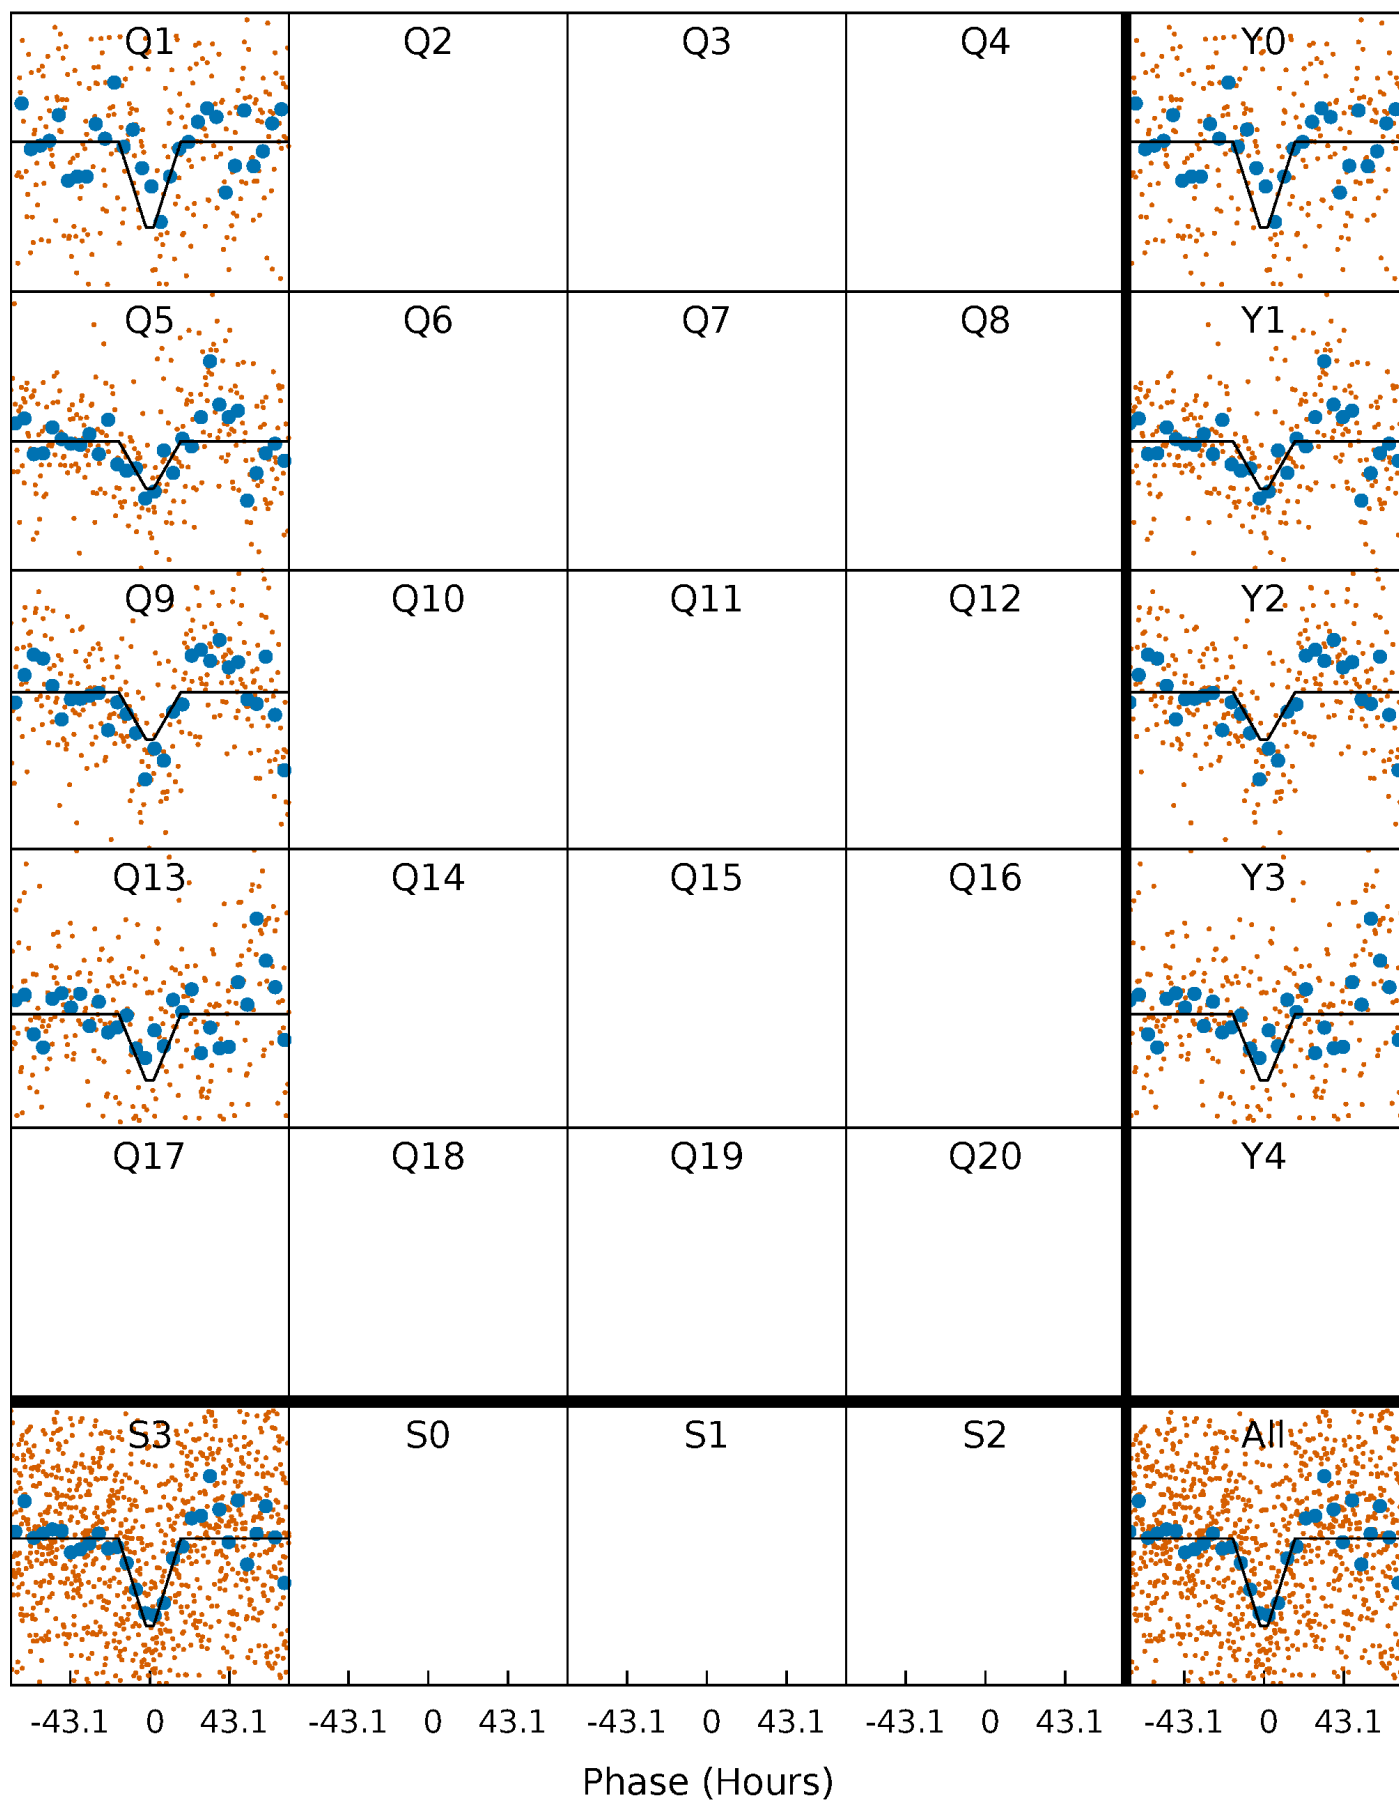 Q1 Q2 Q3 Q4 Y0
Q5 Q6 Q7 Q8 Y1
Q9 Q10 Q11 Q12 Y2
Q13 Q14 Q15 Q16 Y3
Q17 Q18 Q19 Q20 Y4
S3 S0 S1 S2 All
-43.1 0 43.1 -43.1 0 43.1 -43.1 0 43.1 -43.1 0 43.1 -43.1 0 43.1
Phase (Hours)